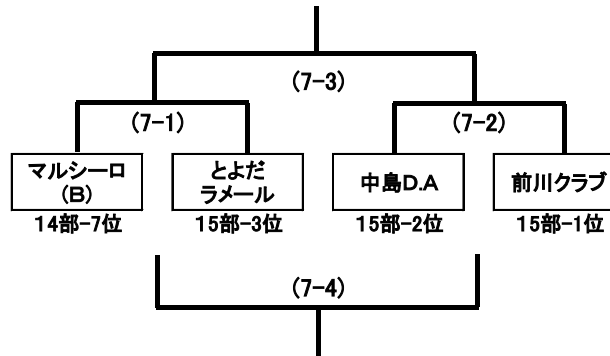 (7-3)
(7-1)
(7-2)
マルシーロ
(B)
とよだ
ラメール
中島D.A
前川クラブ
14部-7位
15部-3位
15部-2位
15部-1位
(7-4)